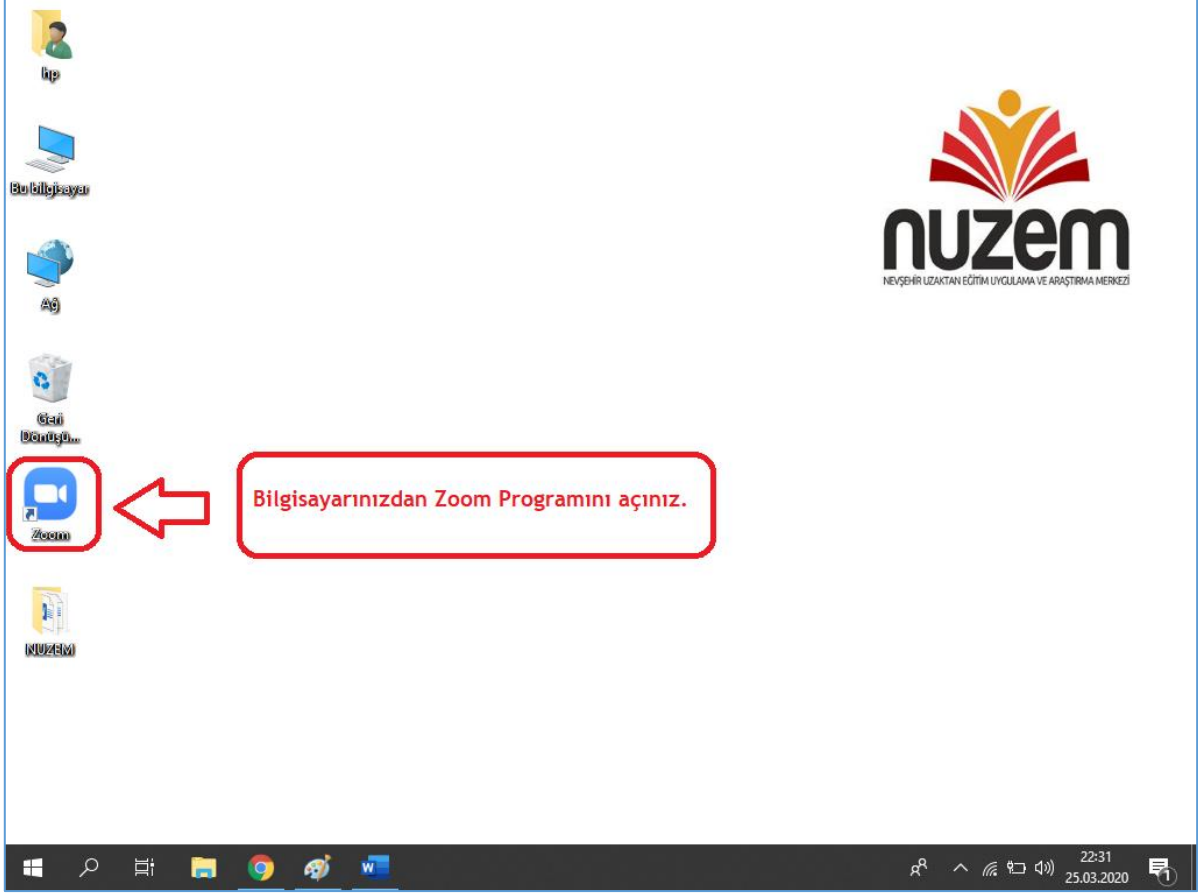 hp
Bu bilgisayar
Ağ
Geri
Dönüşü...
Zoom
NUZEM
nuzem
NEVŞEHİR UZAKTAN EĞİTİM UYGULAMA VE ARAŞTIRMA MERKEZİ
Bilgisayarınızdan Zoom Programını açınız.
W
22:31
25.03.2020
1